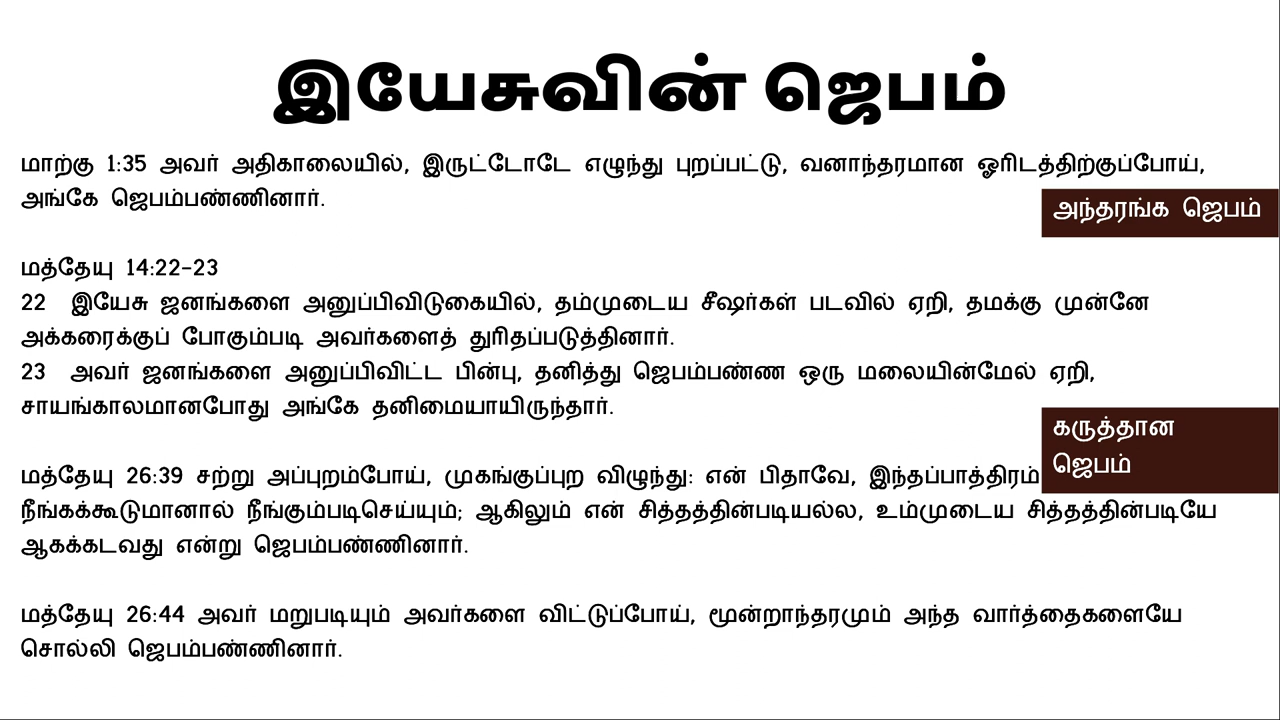 இயேசுவின் ஜெபம்
மாற்கு 1:35 அவர் அதிகாலையில், இருட்டோடே எழுந்து புறப்பட்டு, வனாந்தரமான ஓரிடத்திற்குப்போய்,
அங்கே ஜெபம்பண்ணினார்.
அந்தரங்க ஜெபம்
மத்தேயு 14:22-23
22 இயேசு ஜனங்களை அனுப்பிவிடுகையில், தம்முடைய சீஷர்கள் படவில் ஏறி, தமக்கு முன்னே
அக்கரைக்குப் போகும்படி அவர்களைத் துரிதப்படுத்தினார்.
23 அவர் ஜனங்களை அனுப்பிவிட்ட பின்பு, தனித்து ஜெபம்பண்ண ஒரு மலையின்மேல் ஏறி,
சாயங்காலமானபோது அங்கே தனிமையாயிருந்தார்.
கருத்தான
ஜெபம்
மத்தேயு 26:39 சற்று அப்புறம்போய், முகங்குப்புற விழுந்து: என் பிதாவே, இந்தப்பாத்திரம்
நீங்கக்கூடுமானால் நீங்கும்படிசெய்யும்; ஆகிலும் என் சித்தத்தின்படியல்ல, உம்முடைய சித்தத்தின்படியே
ஆகக்கடவது என்று ஜெபம்பண்ணினார்.
மத்தேயு 26:44 அவர் மறுபடியும் அவர்களை விட்டுப்போய், மூன்றாந்தரமும் அந்த வார்த்தைகளையே
சொல்லி ஜெபம்பண்ணினார்.